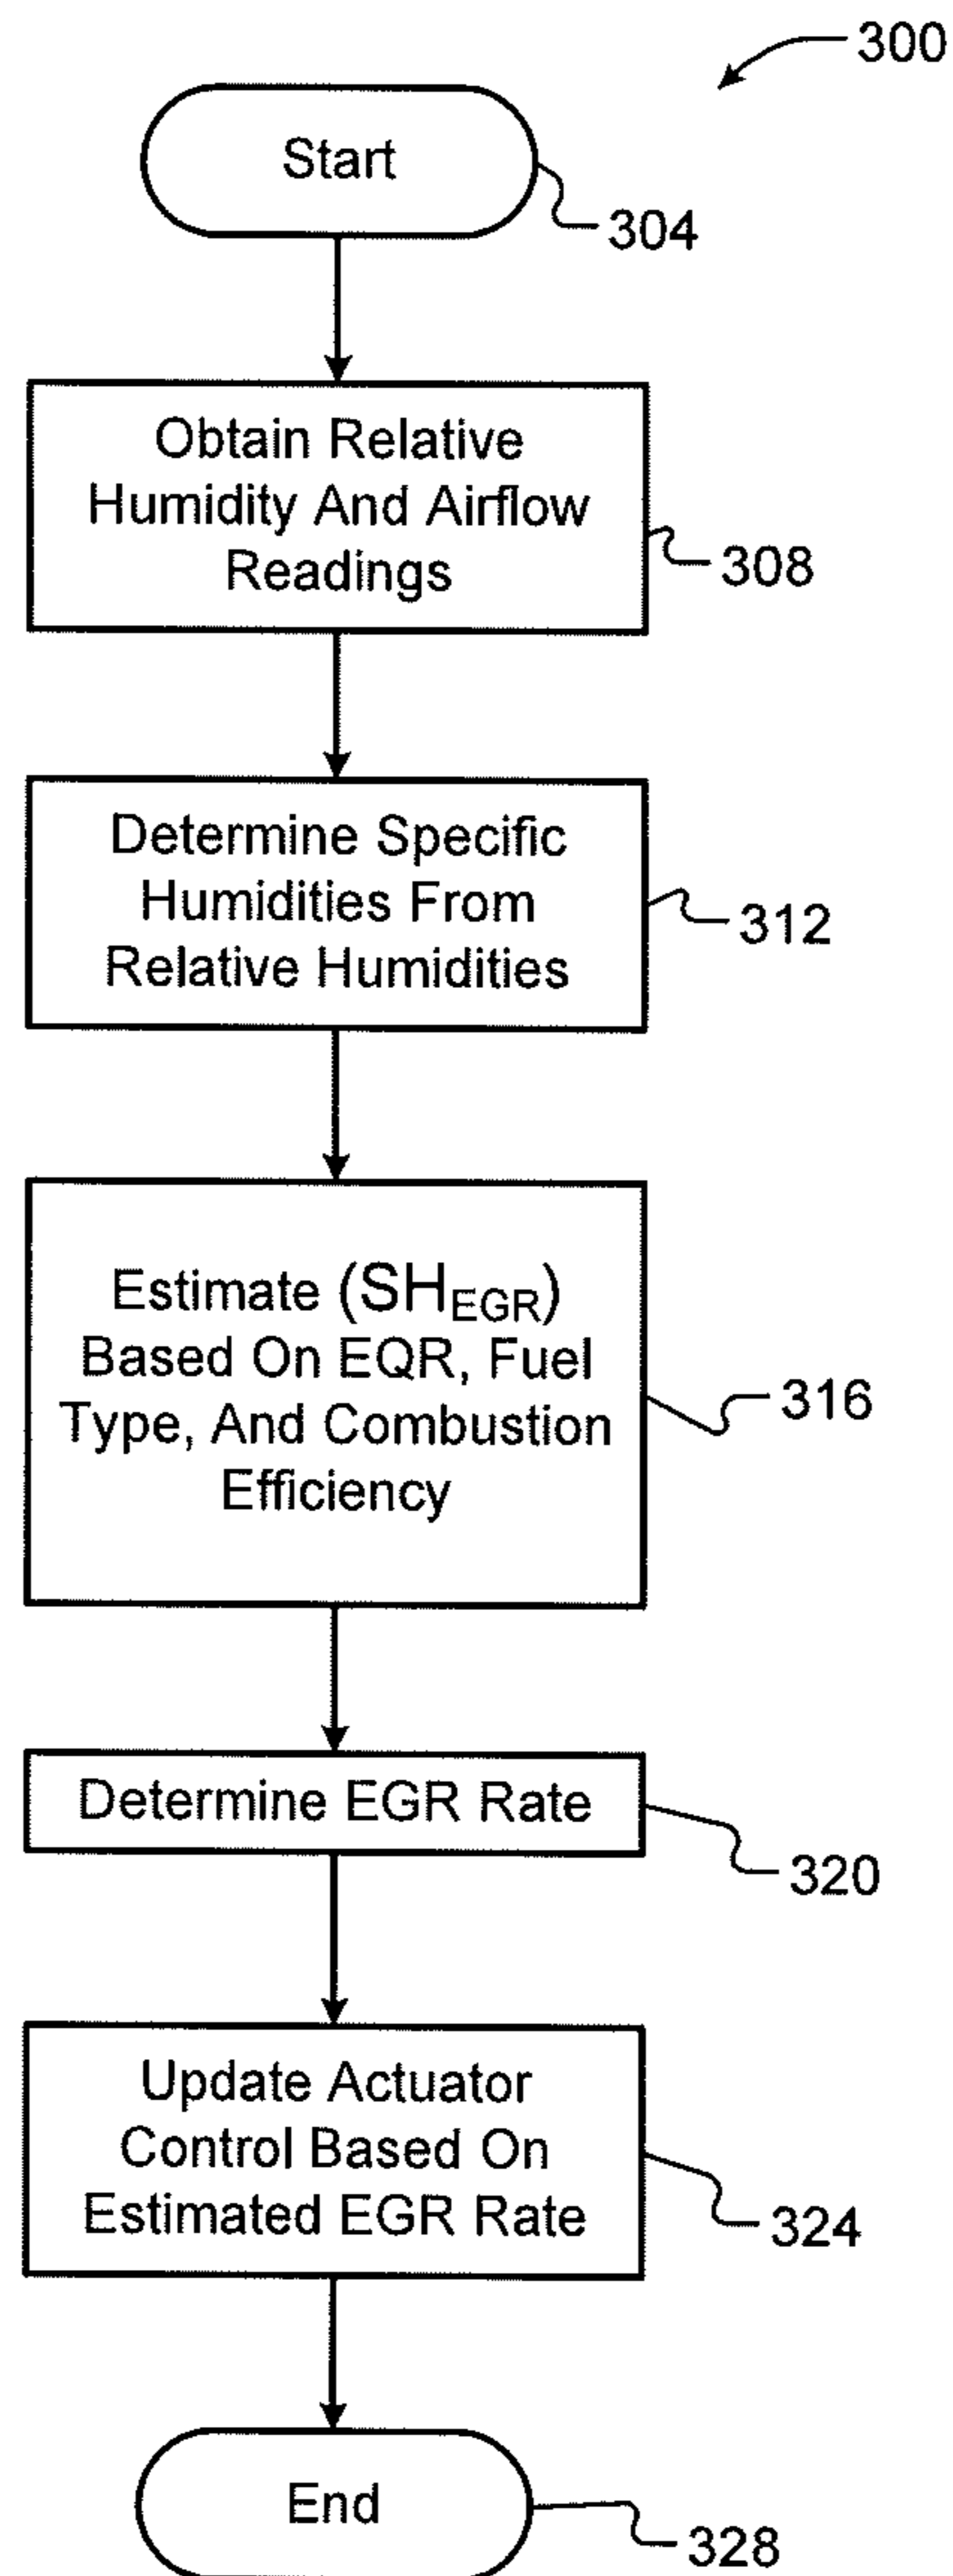 300
Start
304
Obtain Relative
Humidity And Airflow
Readings
308
Determine Specific
Humidities From
Relative Humidities
312
Estimate (SHEGR)
Based On EQR, Fuel
Type, And Combustion
Efficiency
316
Determine EGR Rate
320
Update Actuator
Control Based On
Estimated EGR Rate
324
End
328